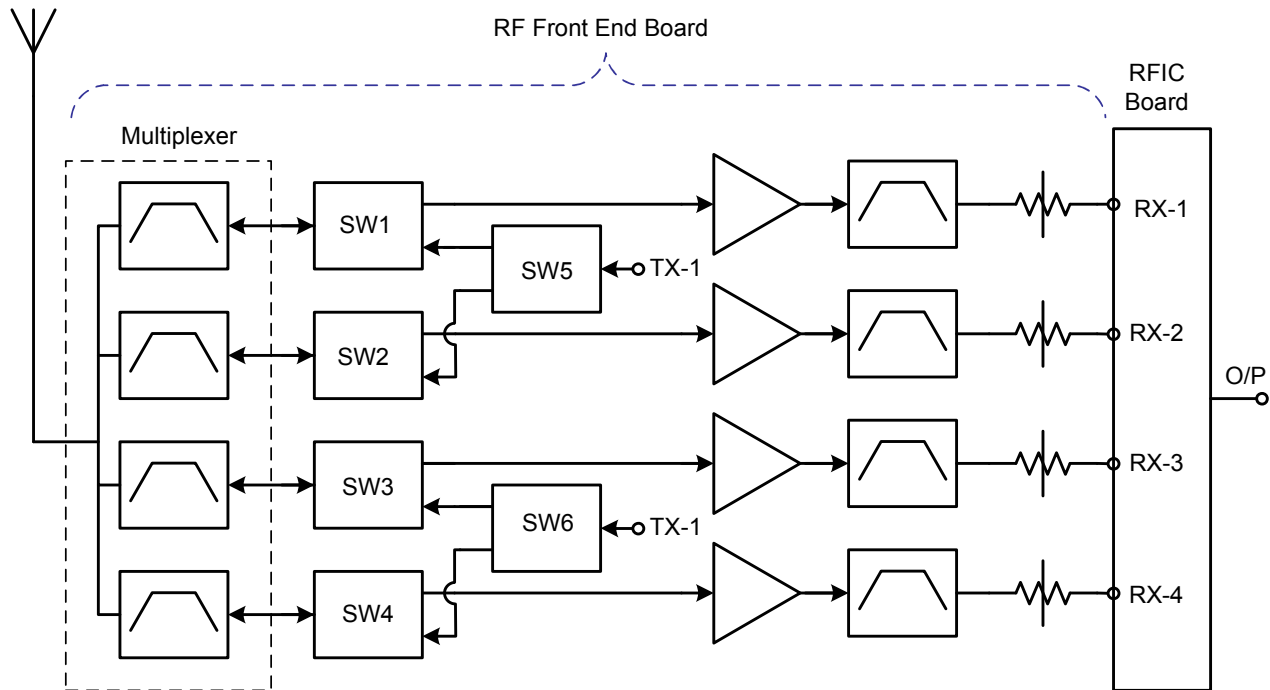 RF Front End Board
RFIC
Board
Multiplexer
SW1
RX-1
SW5
TX-1
SW2
RX-2
O/P
SW3
RX-3
SW6
TX-1
SW4
RX-4